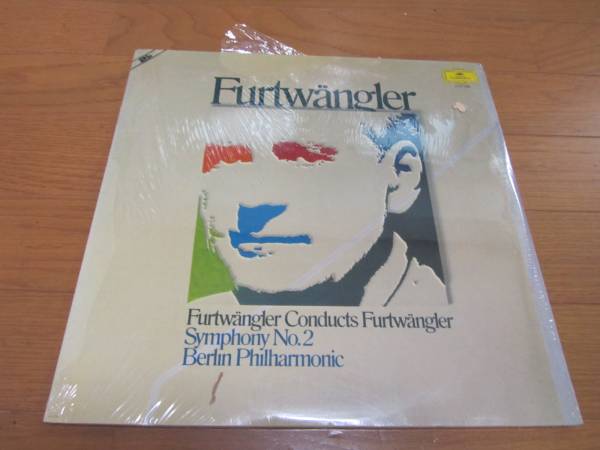 Furtwängler
Furtwängler Conducts Furtwängler
Symphony No.2
Berlin Philharmonic